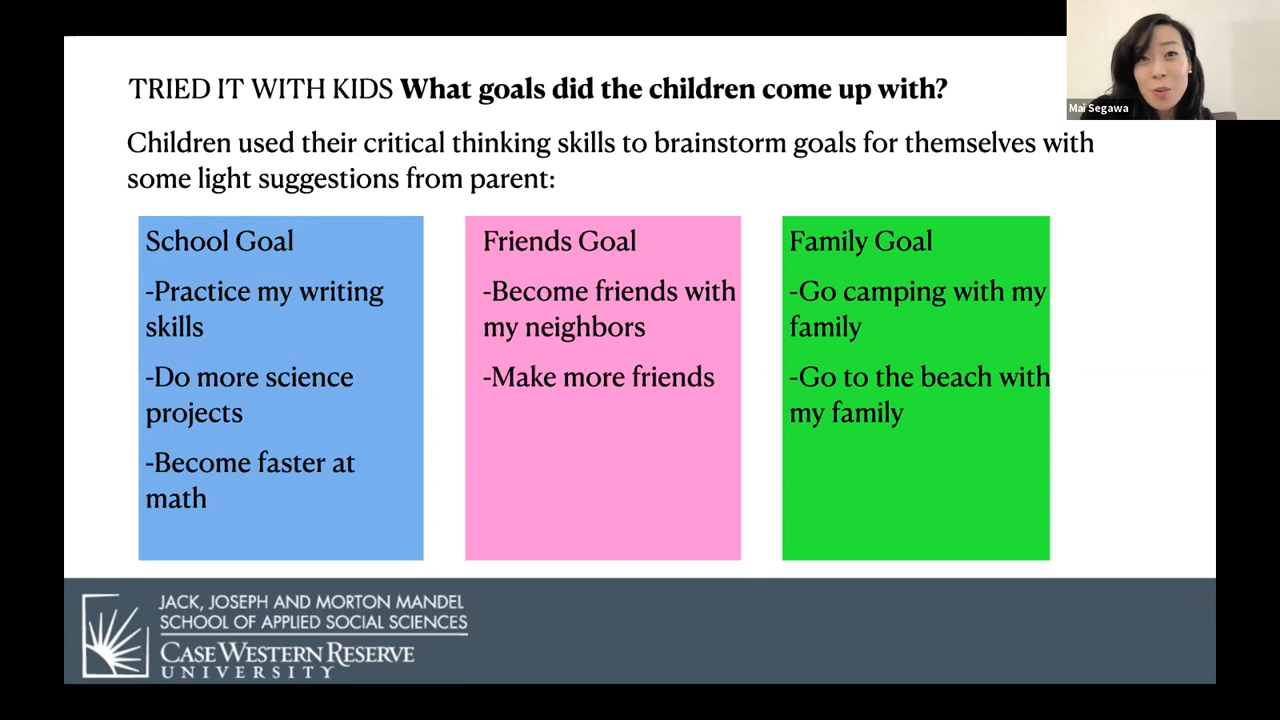 TRIED IT WITH KIDS What goals did the children come up with?
Mai Segawa
Children used their critical thinking skills to brainstorm goals for themselves with
some light suggestions from parent:
School Goal
-Practice my writing
skills
-Do more science
projects
-Become faster at
math
Friends Goal
-Become friends with
my neighbors
-Make more friends
Family Goal
-Go camping with my
family
-Go to the beach with
my family
JACK, JOSEPH AND MORTON MANDEL
SCHOOL OF APPLIED SOCIAL SCIENCES
CASE WESTERN RESERVE
UNIVERSITY